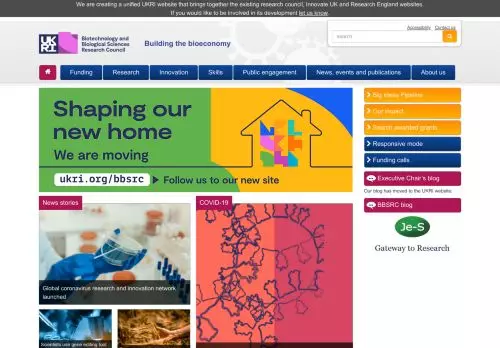 We are creating a unified UKRI website that brings together the existing research council, Innovate UK and Research England websites.
If you would like to be involved in its development let us know.
UK
RI
Biotechnology and
Biological Sciences
Research Council
Building the bioeconomy
Accessibility Contact us
search
Funding Research Innovation Skills Public engagement News, events and publications About us
Shaping our
new home
We are moving
ukri.org/bbsrc Follow us to our new site
Big Ideas Pipeline
Our impact
Search awarded grants
Responsive mode
Funding calls
Executive Chair's blog
Our blog has moved to the UKRI website.
BBSRC blog
Je-S
Gateway to Research
News stories
Global coronavirus research and innovation network
launched
COVID-19
Scientists use gene editing tool